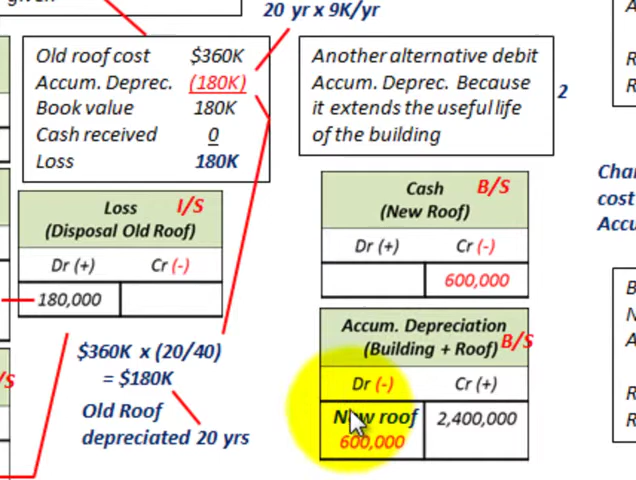 given
20 yr x 9K/yr
Old roof cost $360K
Accum. Deprec. (180K)
Book value 180K
Cash received 0
Loss 180K
Another alternative debit
Accum. Deprec. Because
it extends the useful life
of the building
2
Loss I/S
(Disposal Old Roof)
Dr (+) Cr (-)
180,000
$360K x (20/40)
= $180K
Old Roof
depreciated 20 yrs
Cash B/S
(New Roof)
Dr (+) Cr (-)
600,000
Accum. Depreciation
(Building + Roof) B/S
Dr (-) Cr (+)
New roof 2,400,000
600,000
cost
Accu